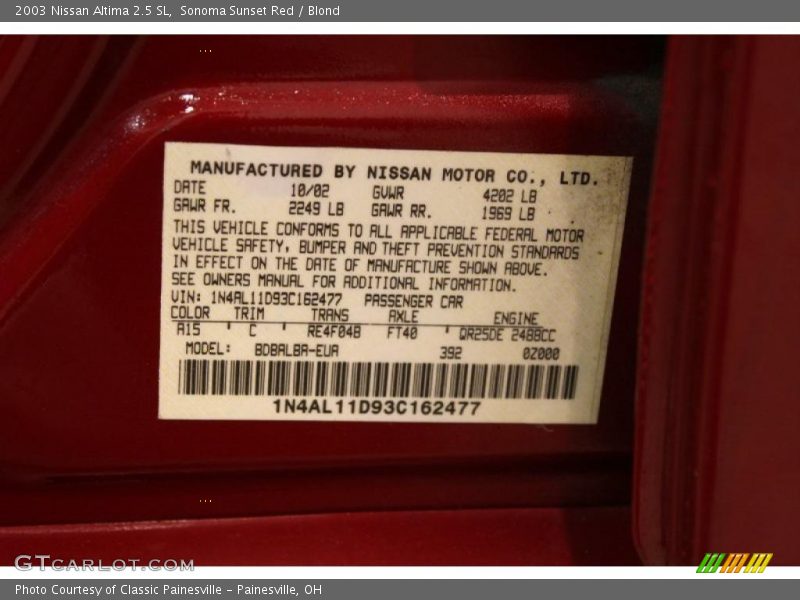 2003 Nissan Altima 2.5 SL,  Sonoma Sunset Red / Blond
MANUFACTURED BY NISSAN MOTOR CO., LTD.
DATE 10/02 GVWR 4202 LB
GAWR FR. 2249 LB GAWR RR. 1969 LB
THIS VEHICLE CONFORMS TO ALL APPLICABLE FEDERAL MOTOR
VEHICLE SAFETY, BUMPER AND THEFT PREVENTION STANDARDS
IN EFFECT ON THE DATE OF MANUFACTURE SHOWN ABOVE.
SEE OWNERS MANUAL FOR ADDITIONAL INFORMATION.
VIN: 1N4AL11D93C162477 PASSENGER CAR
COLOR TRIM TRANS AXLE ENGINE
A15 C RE4F04B FT40 QR25DE 2488CC
MODEL: BDBALBA-EUA 392 0Z000
1N4AL11D93C162477
GTCARLOT.COM
Photo Courtesy of Classic Painesville - Painesville, OH